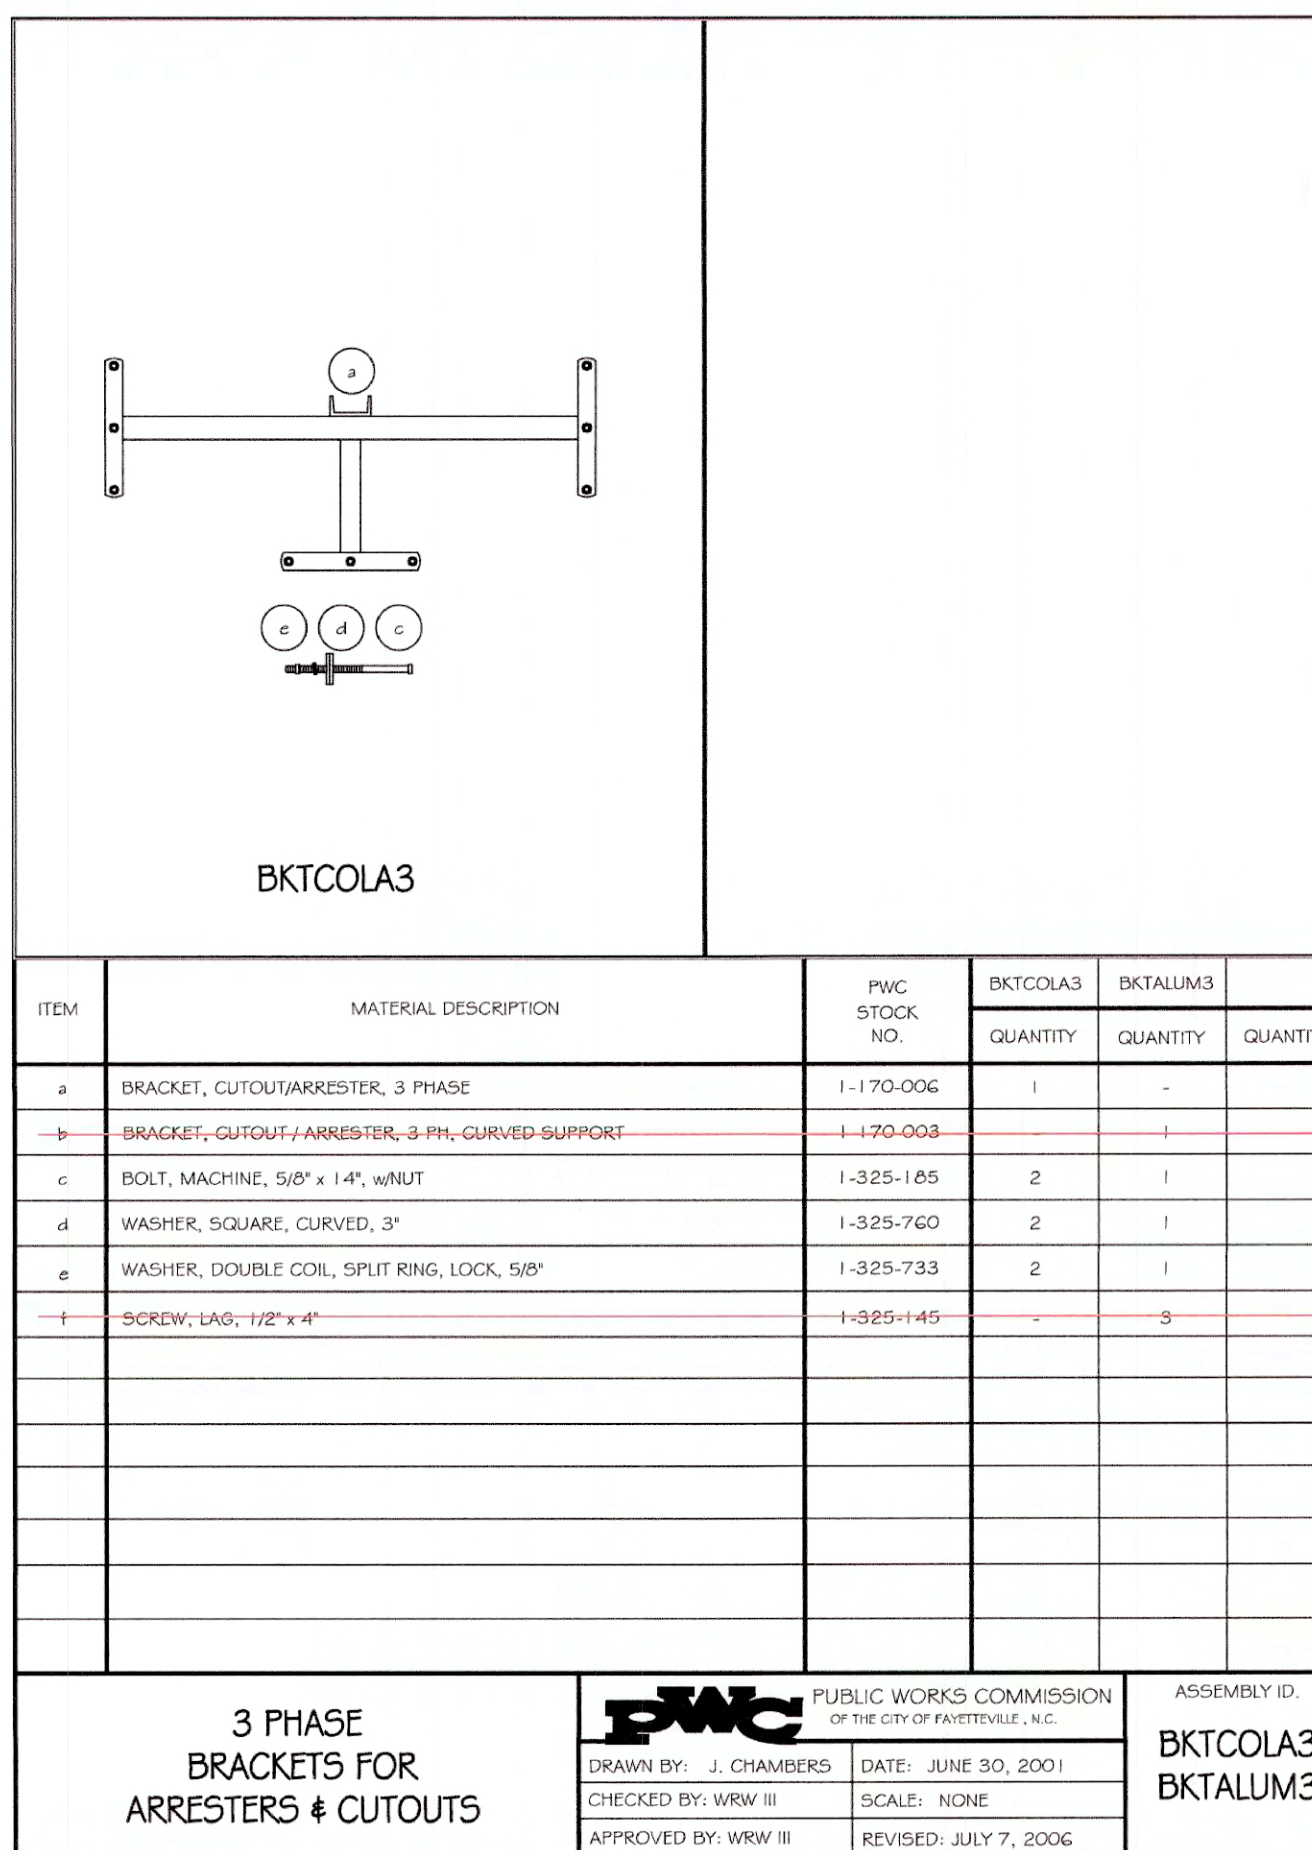 a
e d c
BKTCOLA3
ITEM MATERIAL DESCRIPTION PWC STOCK NO. BKTCOLA3 QUANTITY BKTALUM3 QUANTITY
a BRACKET, CUTOUT/ARRESTER, 3 PHASE 1-170-006 1 -
b BRACKET, CUTOUT / ARRESTER, 3 PH, CURVED SUPPORT 1-170-003 - 1
c BOLT, MACHINE, 5/8" x 14", w/NUT 1-325-185 2 1
d WASHER, SQUARE, CURVED, 3" 1-325-760 2 1
e WASHER, DOUBLE COIL, SPLIT RING, LOCK, 5/8" 1-325-733 2 1
f SCREW, LAG, 1/2" x 4" 1-325-145 - 3
3 PHASE
BRACKETS FOR
ARRESTERS & CUTOUTS
PWC
PUBLIC WORKS COMMISSION
OF THE CITY OF FAYETTEVILLE , N.C.
DRAWN BY: J. CHAMBERS DATE: JUNE 30, 2001
CHECKED BY: WRW III SCALE: NONE
APPROVED BY: WRW III REVISED: JULY 7, 2006
ASSEMBLY ID.
BKTCOLA3
BKTALUM3